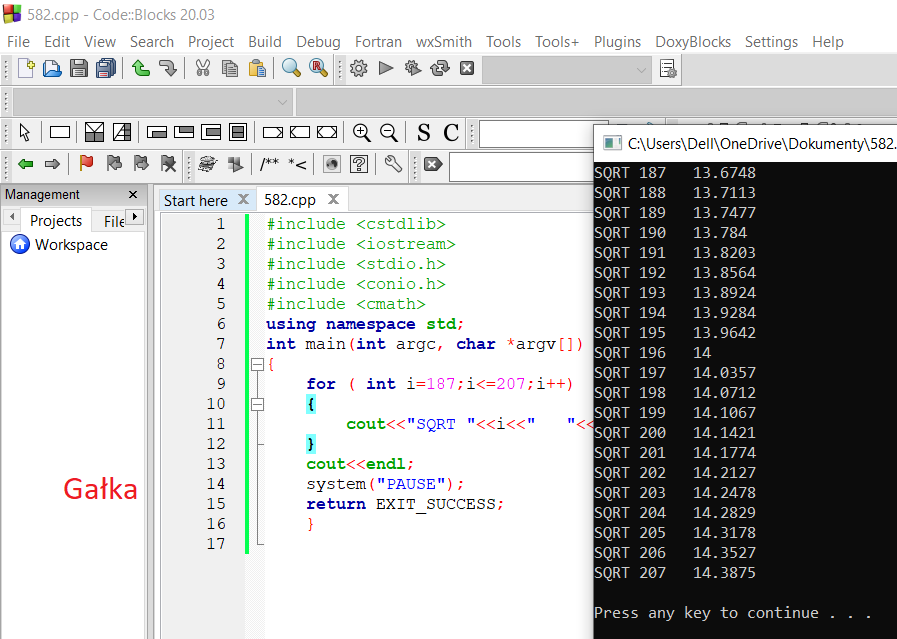 582.cpp - Code::Blocks 20.03
File Edit View Search Project Build Debug Fortran wxSmith Tools Tools+ Plugins DoxyBlocks Settings Help
S C
/** *<
Management
Projects File
Workspace
Start here 582.cpp
1 #include <cstdlib>
2 #include <iostream>
3 #include <stdio.h>
4 #include <conio.h>
5 #include <cmath>
6 using namespace std;
7 int main(int argc, char *argv[])
8 {
9 for ( int i=187;i<=207;i++)
10 {
11 cout<<"SQRT "<<i<<"   "<<
12 }
13 cout<<endl;
14 system("PAUSE");
15 return EXIT_SUCCESS;
16 }
17
Gałka
C:\Users\Dell\OneDrive\Dokumenty\582.
SQRT 187   13.6748
SQRT 188   13.7113
SQRT 189   13.7477
SQRT 190   13.784
SQRT 191   13.8203
SQRT 192   13.8564
SQRT 193   13.8924
SQRT 194   13.9284
SQRT 195   13.9642
SQRT 196   14
SQRT 197   14.0357
SQRT 198   14.0712
SQRT 199   14.1067
SQRT 200   14.1421
SQRT 201   14.1774
SQRT 202   14.2127
SQRT 203   14.2478
SQRT 204   14.2829
SQRT 205   14.3178
SQRT 206   14.3527
SQRT 207   14.3875
Press any key to continue . . .